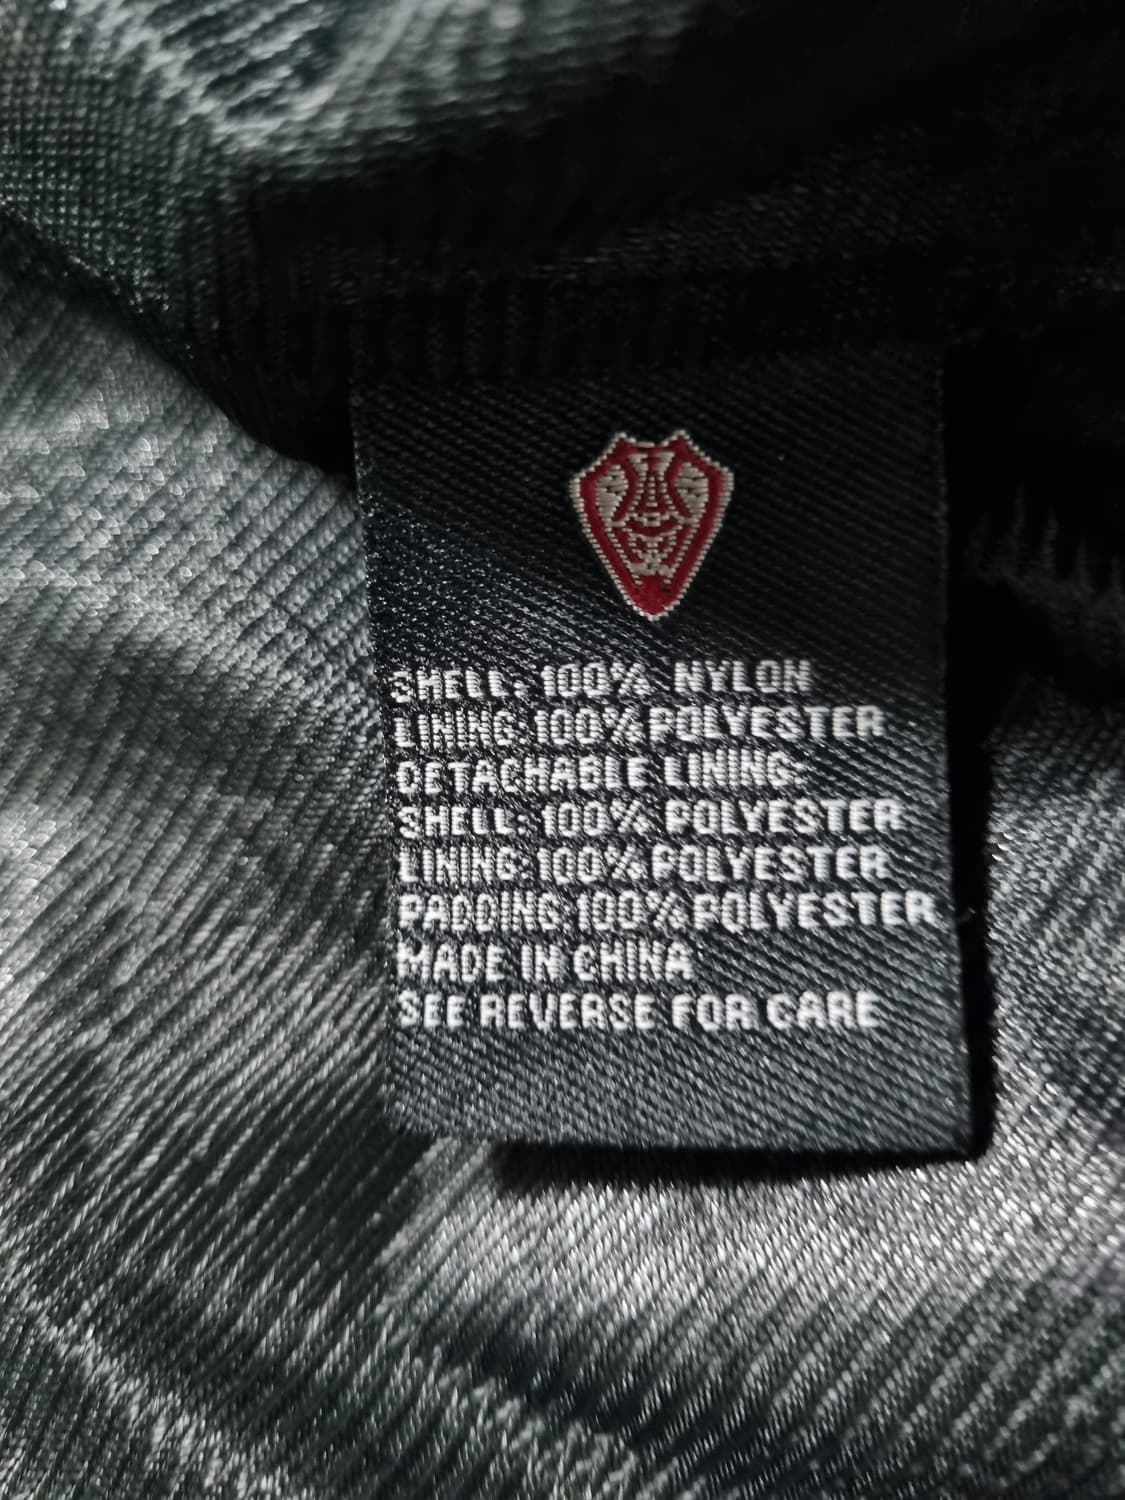 SHELL: 100% NYLON
LINING: 100% POLYESTER
DETACHABLE LINING:
SHELL: 100% POLYESTER
LINING: 100% POLYESTER
PADDING: 100% POLYESTER
MADE IN CHINA
SEE REVERSE FOR CARE